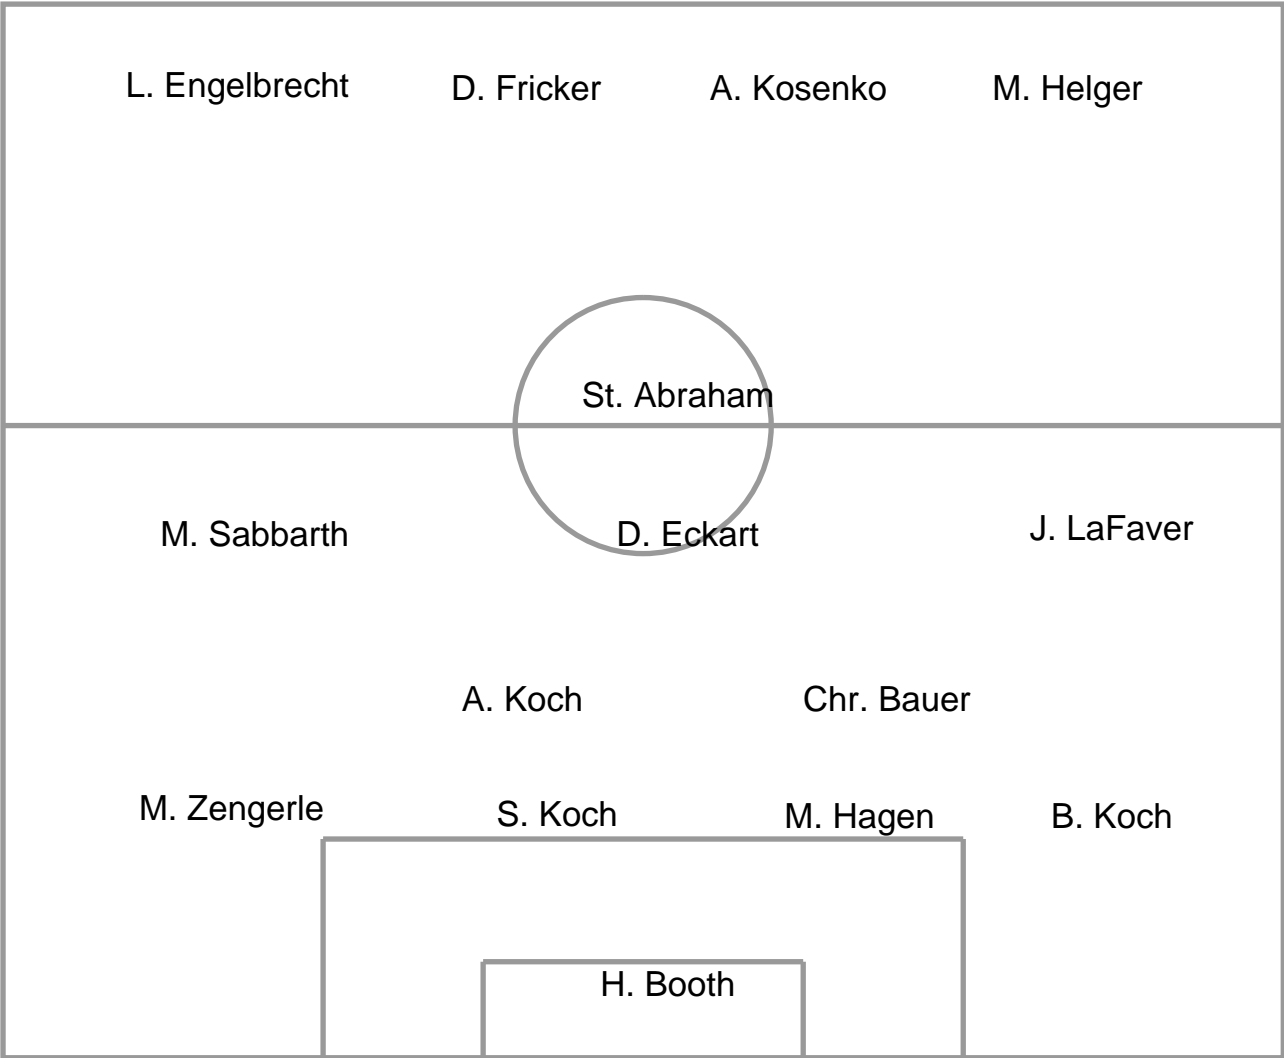 L. Engelbrecht D. Fricker A. Kosenko M. Helger
St. Abraham
M. Sabbarth D. Eckart J. LaFaver
A. Koch Chr. Bauer
M. Zengerle S. Koch M. Hagen B. Koch
H. Booth